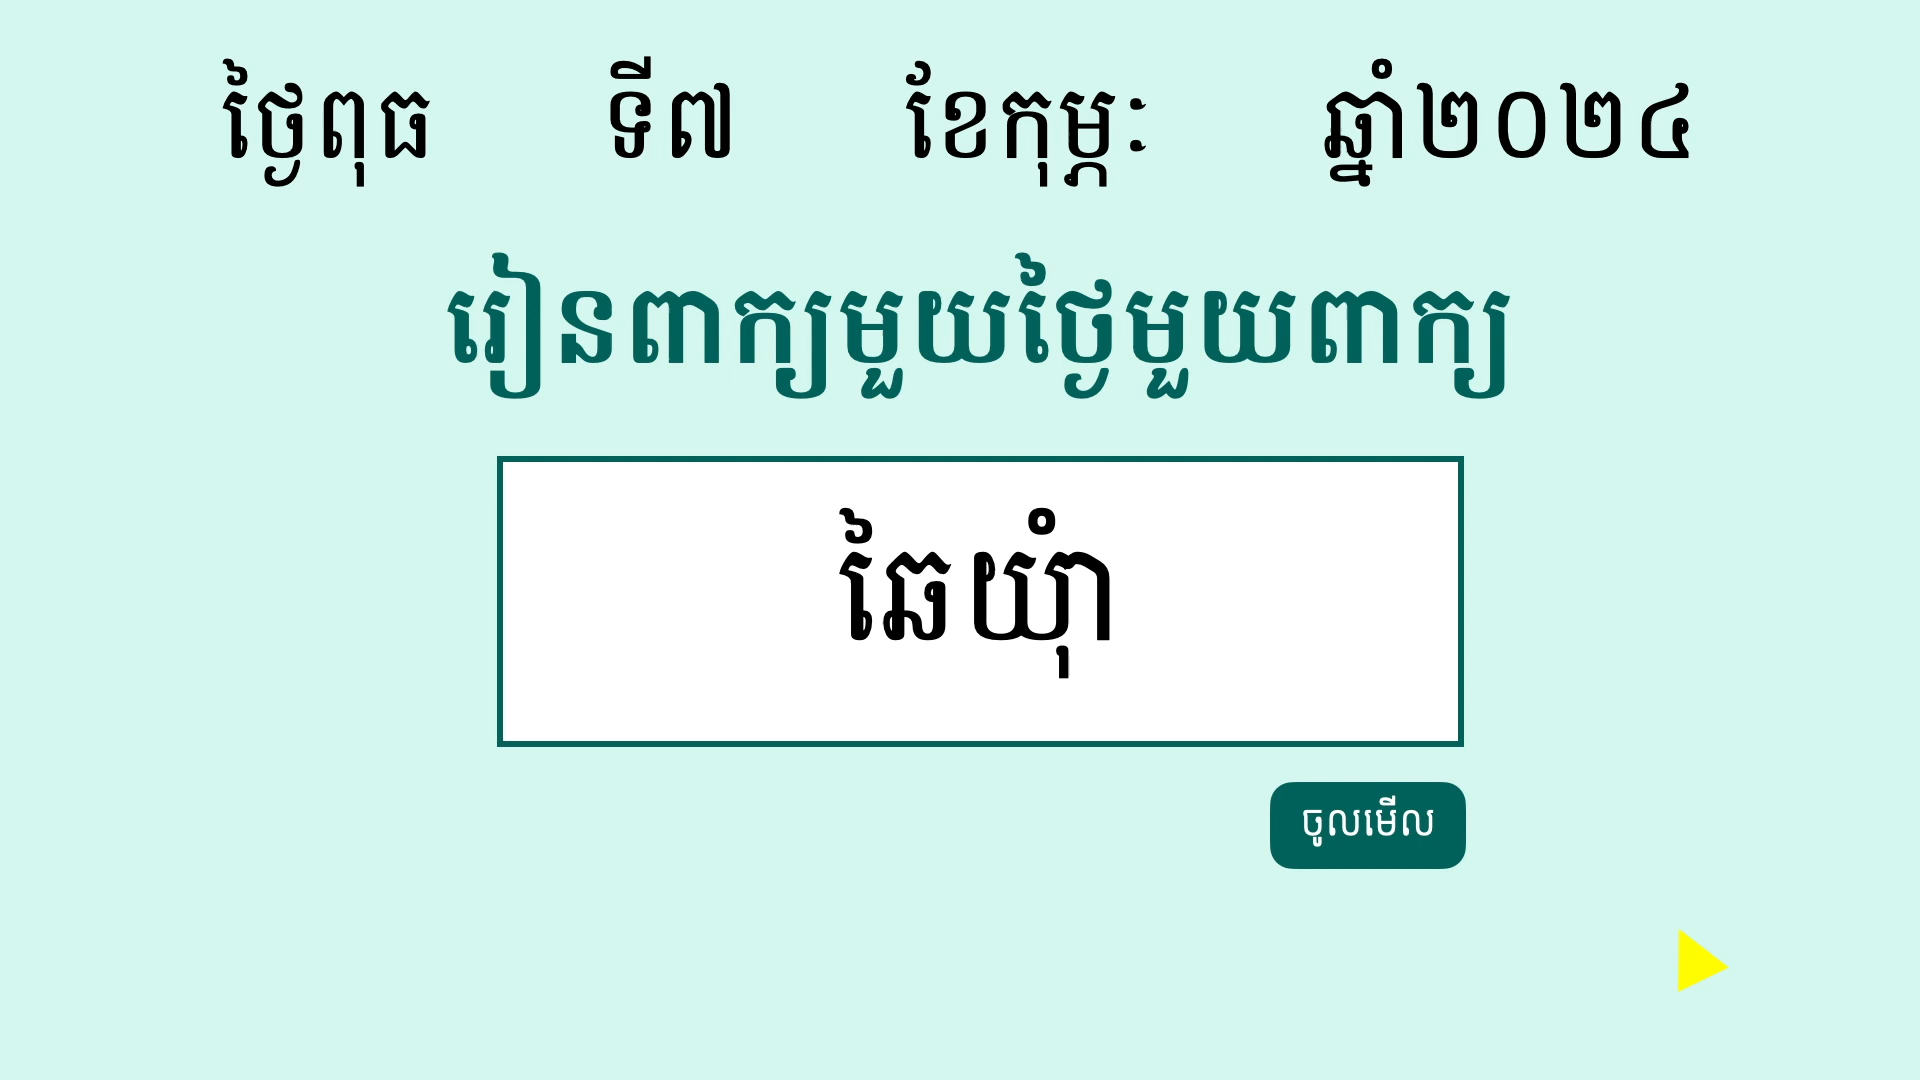 ថ្ងៃពុធ ទី៧ ខែកុម្ភៈ ឆ្នាំ២០២៤
រៀនពាក្យមួយថ្ងៃមួយពាក្យ
ឆៃយ៉ុំា
ចូលមើល